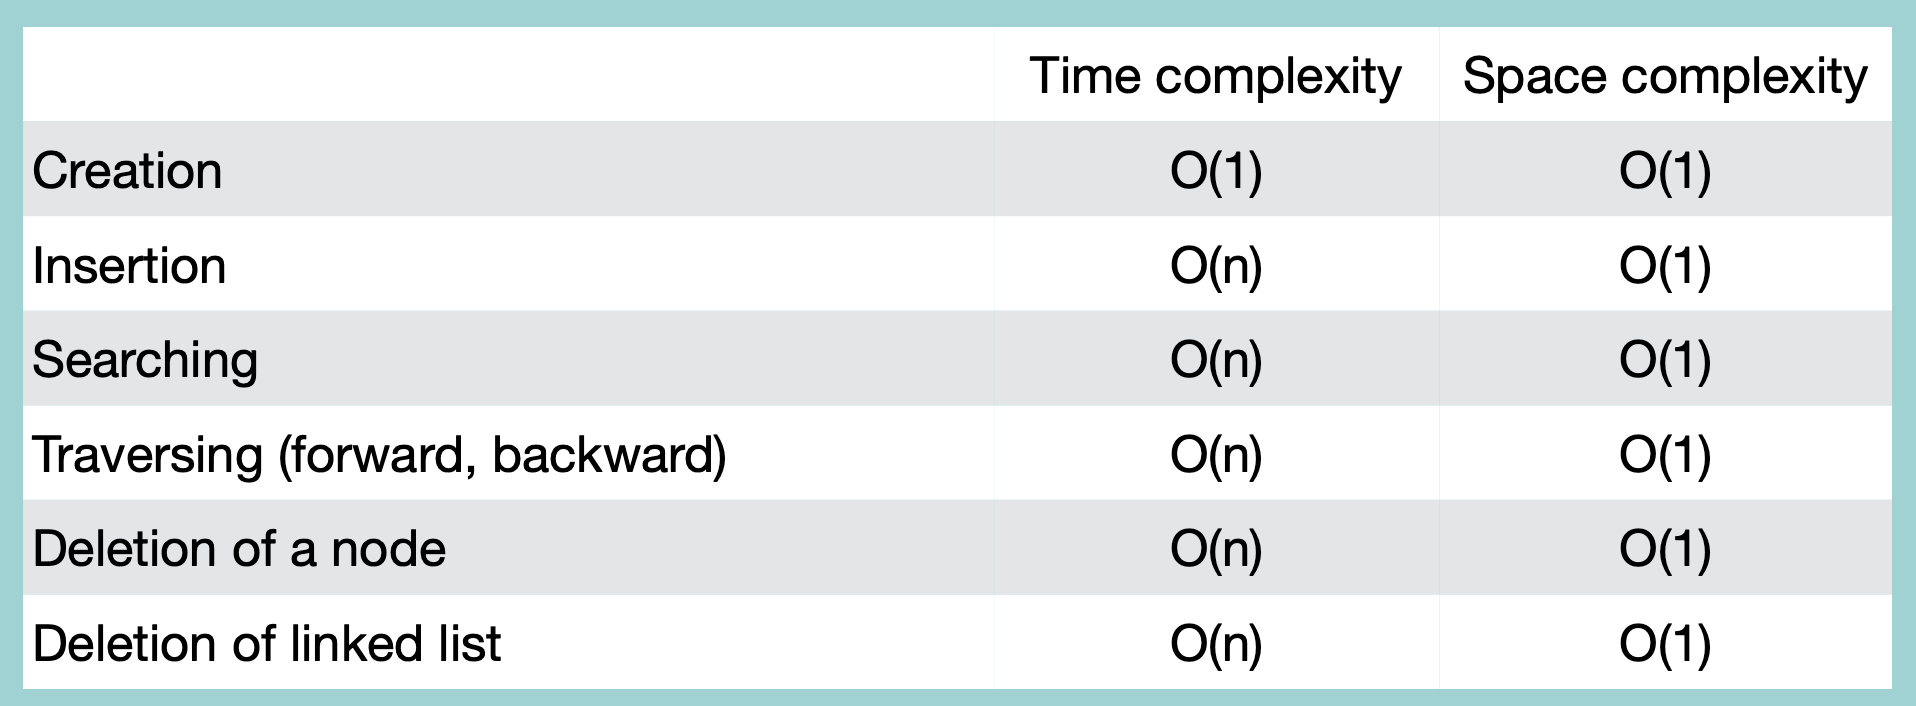 Time complexity Space complexity
Creation O(1) O(1)
Insertion O(n) O(1)
Searching O(n) O(1)
Traversing (forward, backward) O(n) O(1)
Deletion of a node O(n) O(1)
Deletion of linked list O(n) O(1)